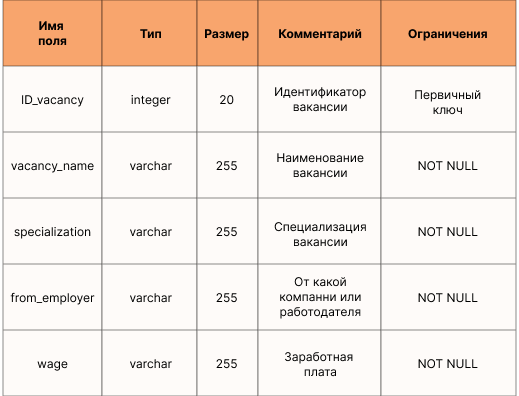 Имя
поля
Тип
Размер
Комментарий
Ограничения
ID_vacancy
integer
20
Идентификатор
вакансии
Первичный
ключ
vacancy_name
varchar
255
Наименование
вакансии
NOT NULL
specialization
varchar
255
Специализация
вакансии
NOT NULL
from_employer
varchar
255
От какой
компанни или
работодателя
NOT NULL
wage
varchar
255
Заработная
плата
NOT NULL